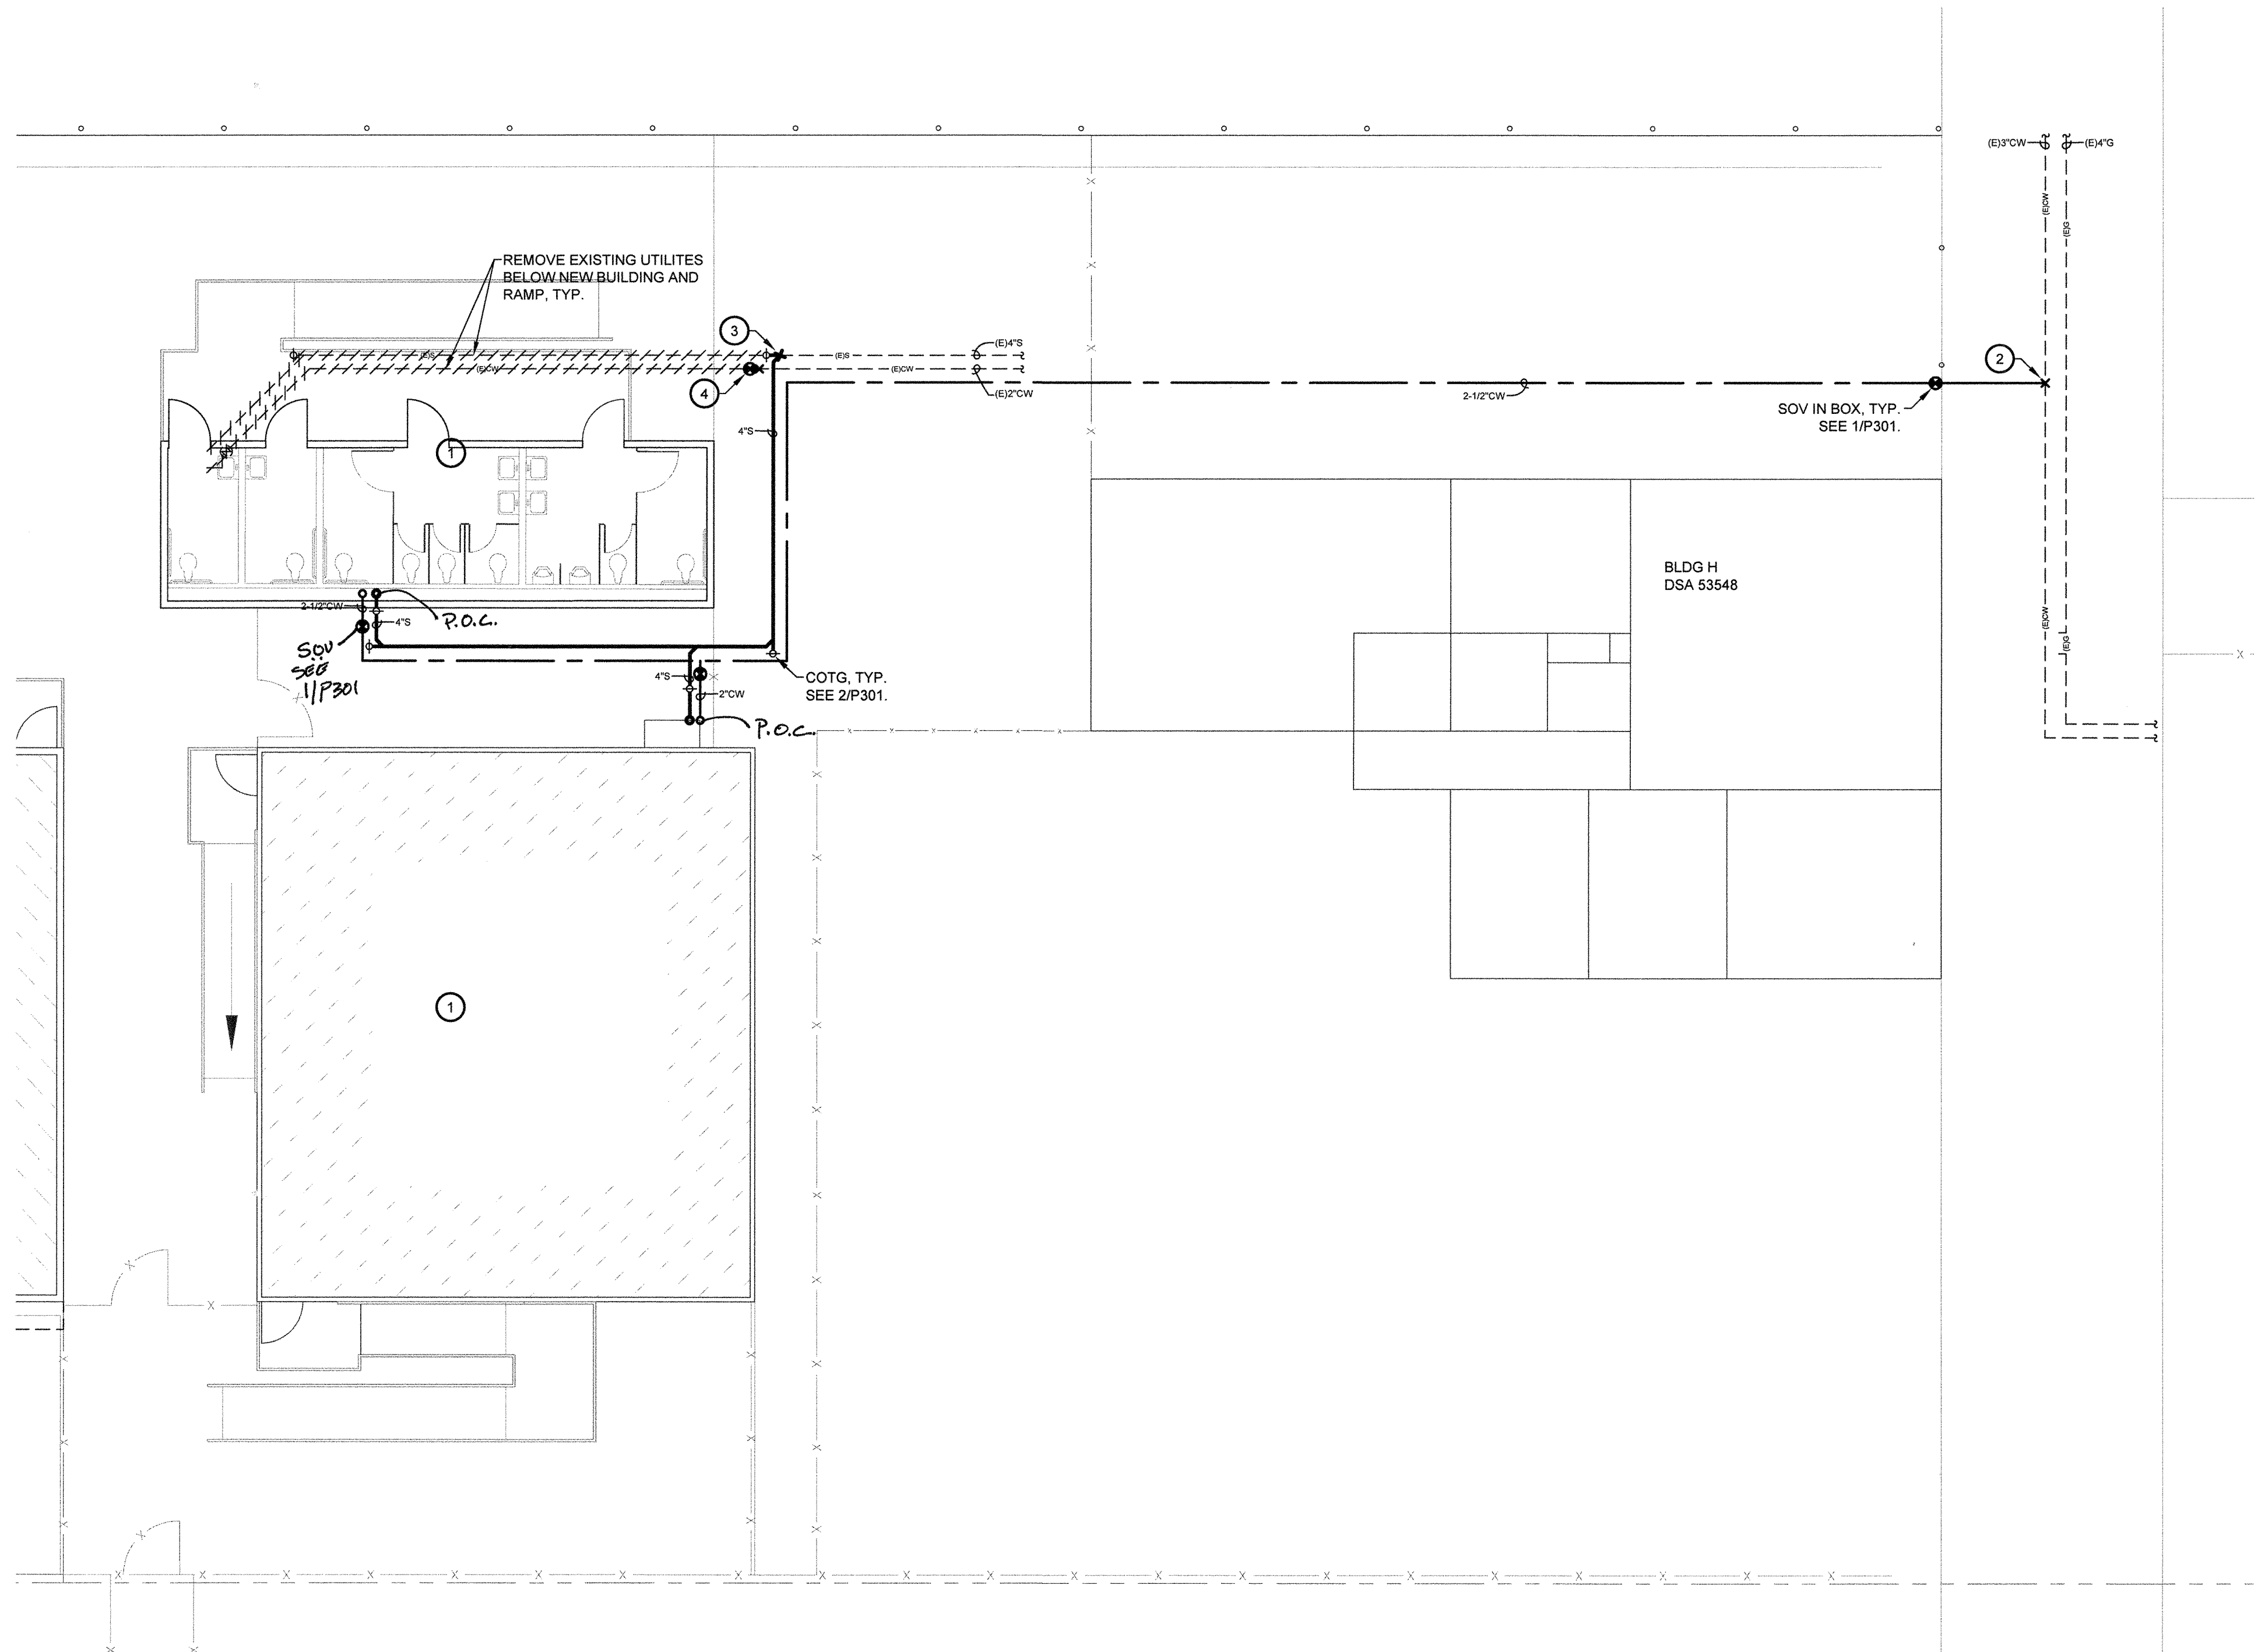 (E)3"CW
(E)4"G
(E)CW
(E)G
REMOVE EXISTING UTILITES
BELOW NEW BUILDING AND
RAMP, TYP.
3
(E)S
(E)S
(E)4"S
(E)CW
(E)CW
(E)2"CW
4
2
2-1/2"CW
SOV IN BOX, TYP.
SEE 1/P301.
4"S
1
BLDG H
DSA 53548
2-1/2"CW
4"S
P.O.C.
(E)CW
(E)G
SOV
SEE
1/P301
4"S
2"CW
COTG, TYP.
SEE 2/P301.
P.O.C.
1